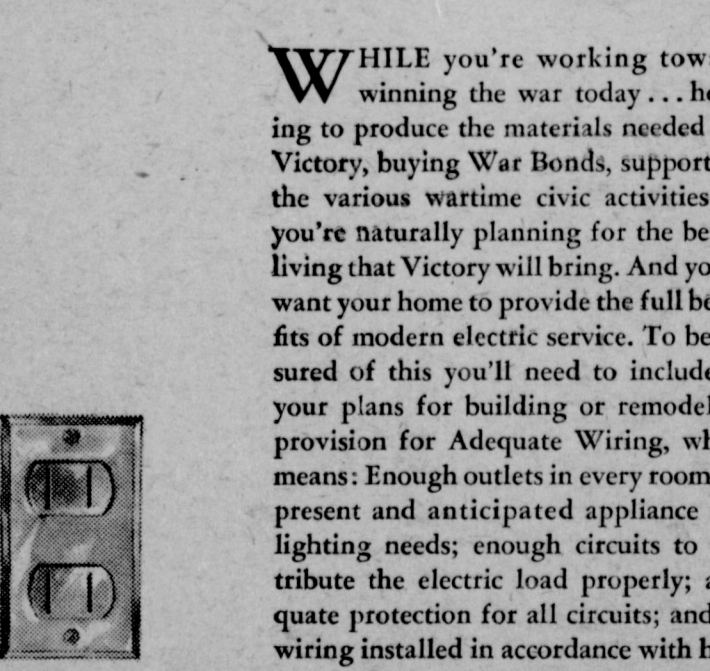 WHILE you're working tow
winning the war today...he
ing to produce the materials needed
Victory, buying War Bonds, support
the various wartime civic activities
you're naturally planning for the be
living that Victory will bring. And yo
want your home to provide the full be
fits of modern electric service. To be
sured of this you'll need to include
your plans for building or remodel
provision for Adequate Wiring, wh
means: Enough outlets in every room
present and anticipated appliance
lighting needs; enough circuits to
tribute the electric load properly; a
quate protection for all circuits; and
wiring installed in accordance with h